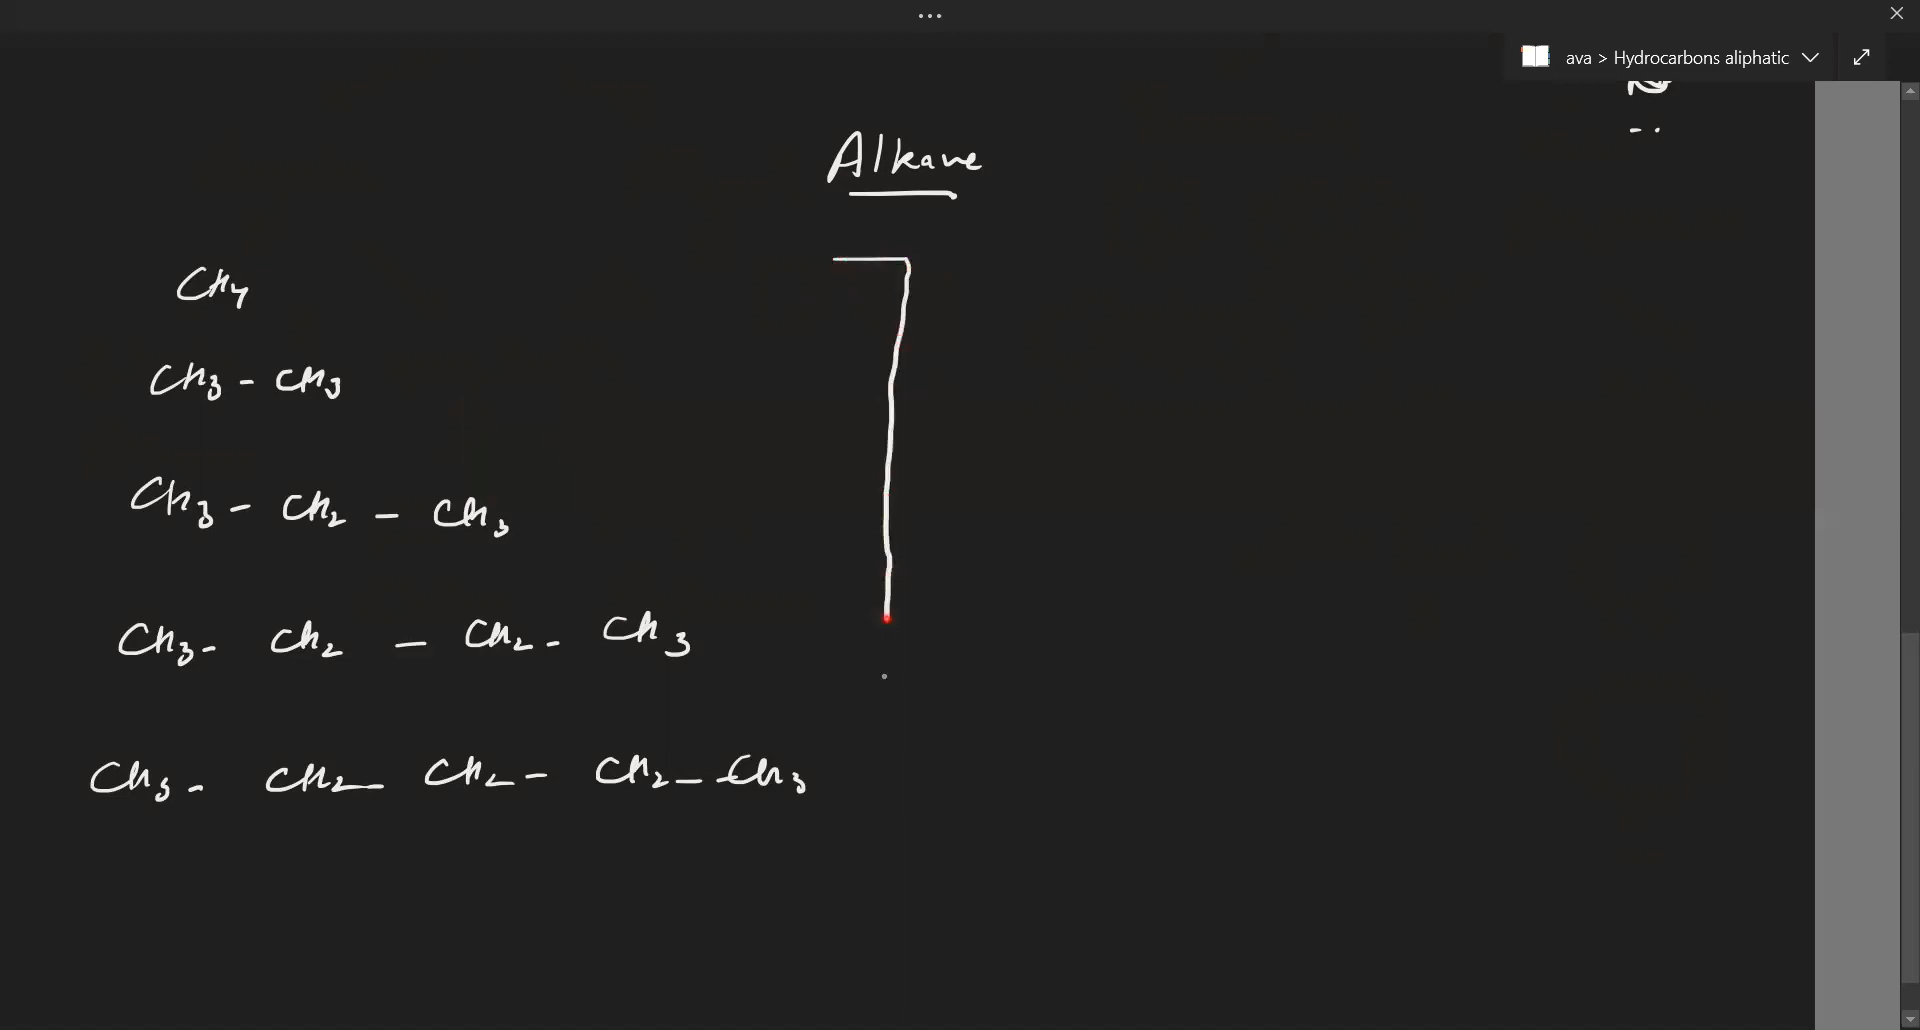 ava > Hydrocarbons aliphatic
Alkane
CH4
CH3 - CH3
CH3 - CH2 - CH3
CH3 - CH2 - CH2 - CH3
CH3 - CH2 - CH2 - CH2 - CH3